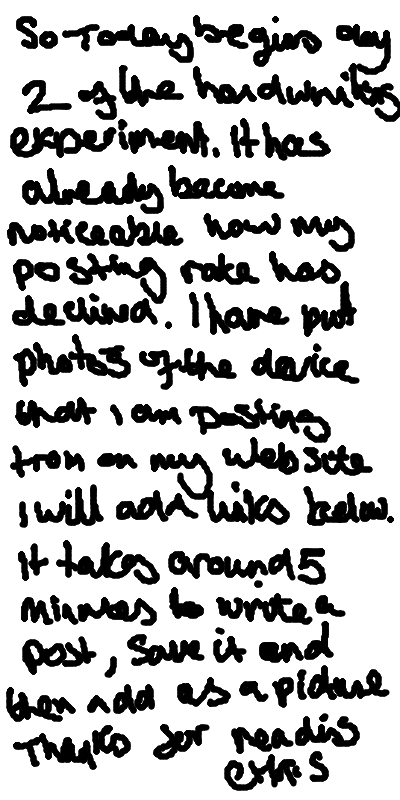 So Today begins day
2 of the handwriting
experiment. It has
already become
noticeable how my
posting rate has
declined. I have put
photos of the device
that i am posting
from on my website
i will add links below.
it takes around 5
minutes to write a
post, save it and
then add as a picture
Thanks for reading